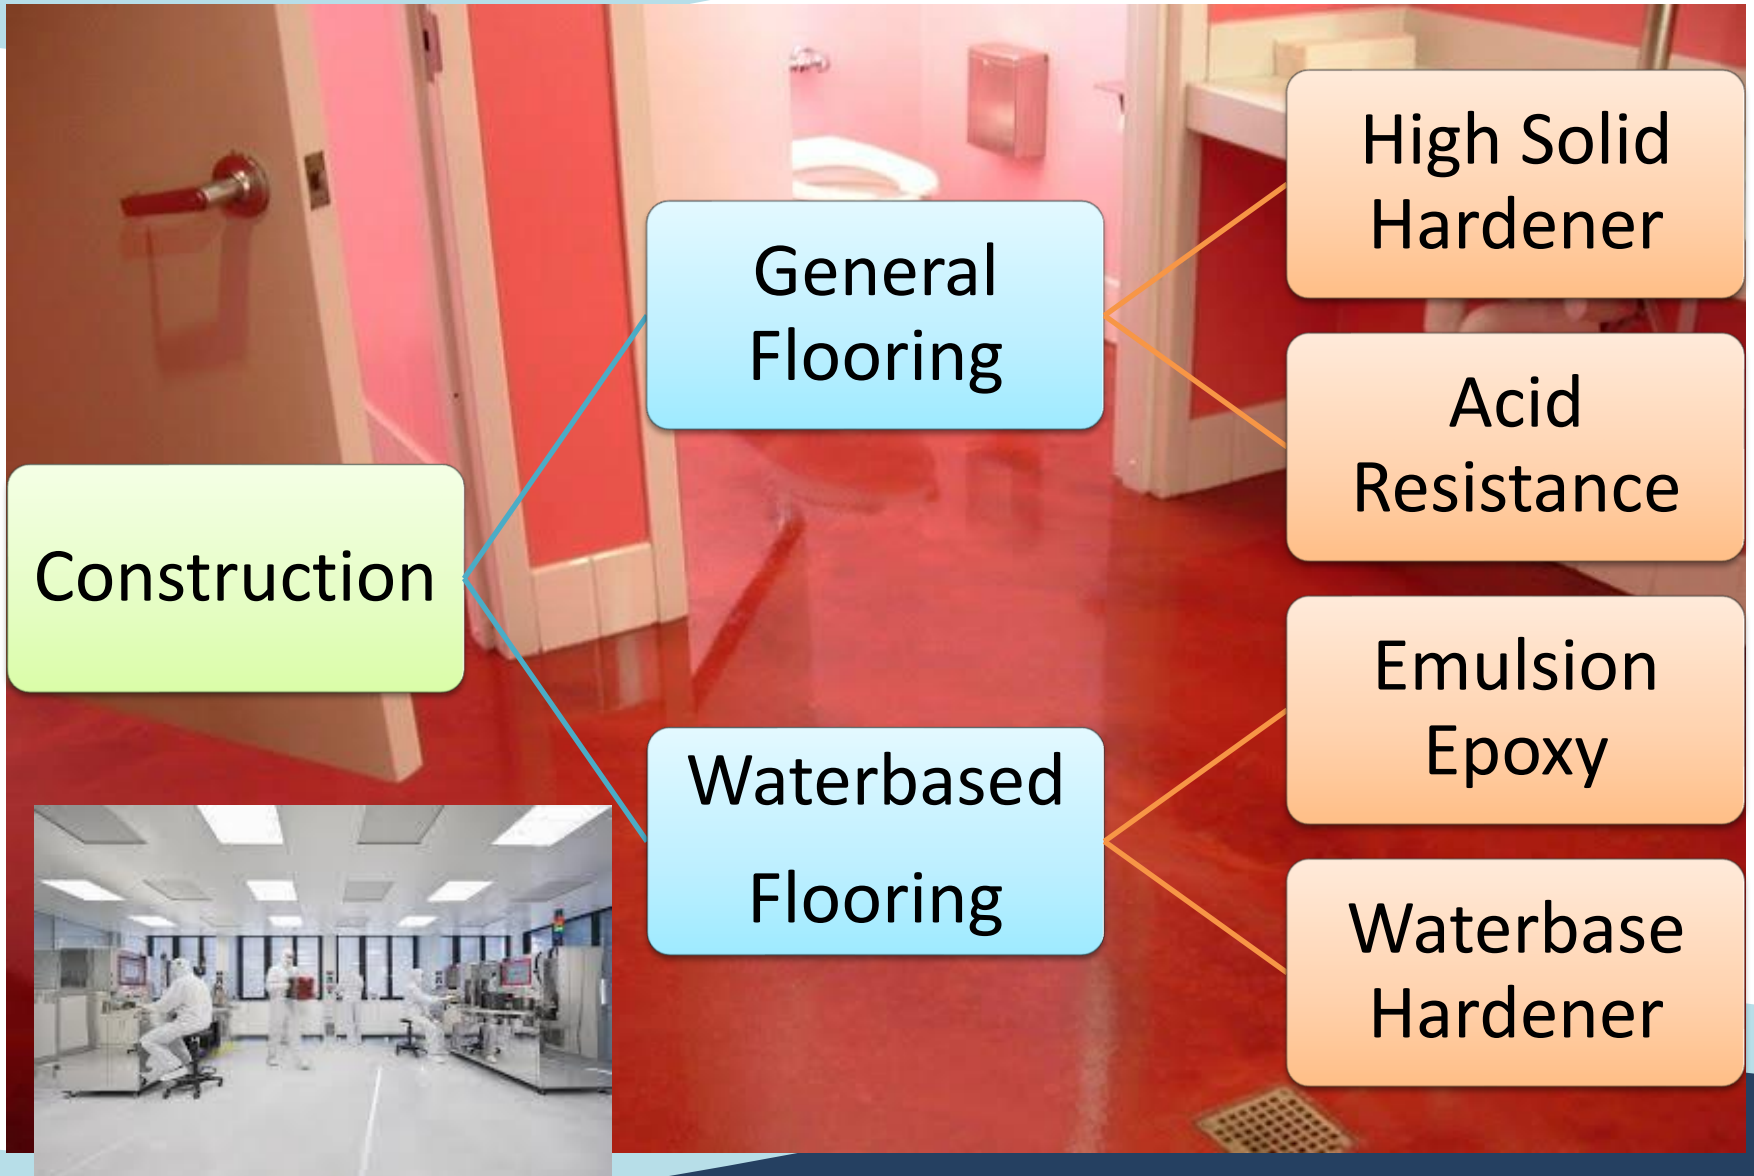 Construction
General
Flooring
Waterbased
Flooring
High Solid
Hardener
Acid
Resistance
Emulsion
Epoxy
Waterbase
Hardener